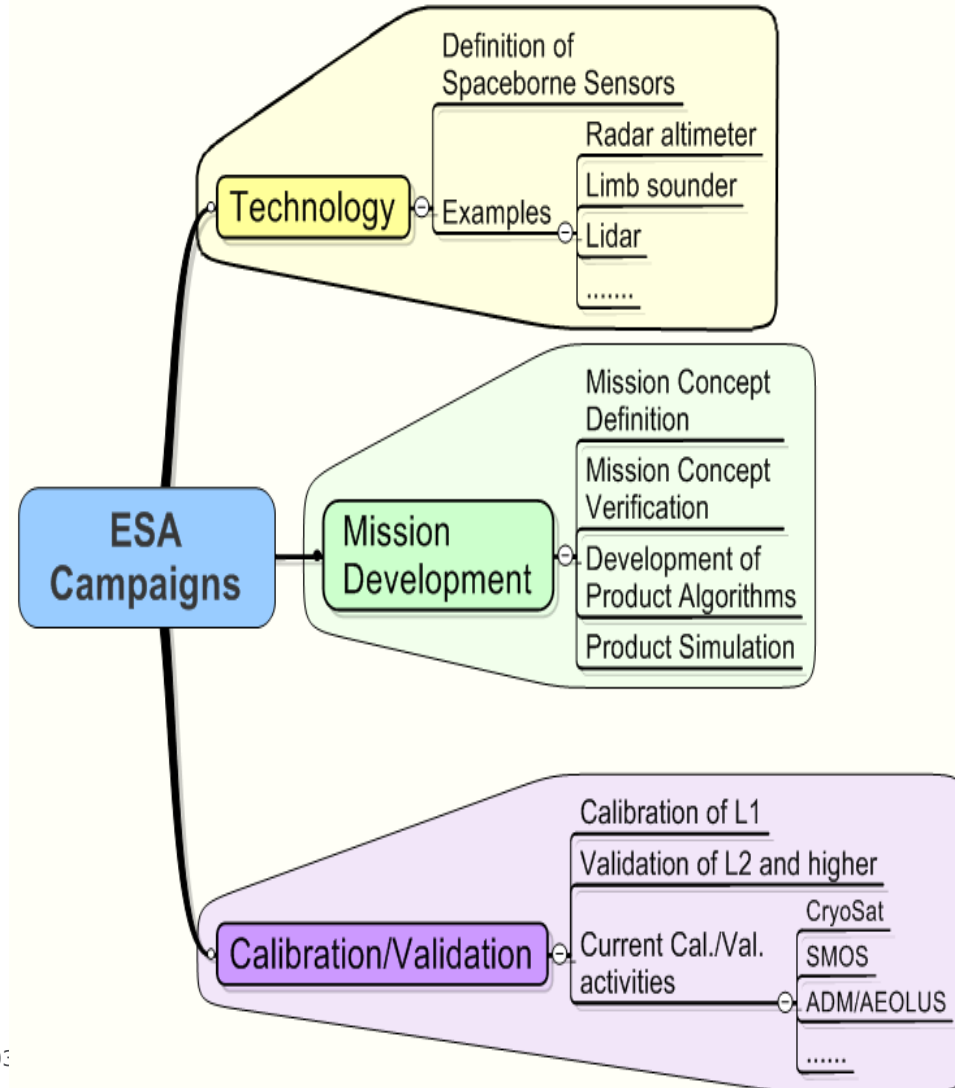 Definition of
Spaceborne Sensors
Radar altimeter
Limb sounder
Technology
Examples
Lidar
.......
Mission Concept
Definition
Mission Concept
Verification
ESA
Campaigns
Mission
Development
Development of
Product Algorithms
Product Simulation
Calibration of L1
Validation of L2 and higher
CryoSat
Calibration/Validation
Current Cal./Val.
activities
SMOS
ADM/AEOLUS
......